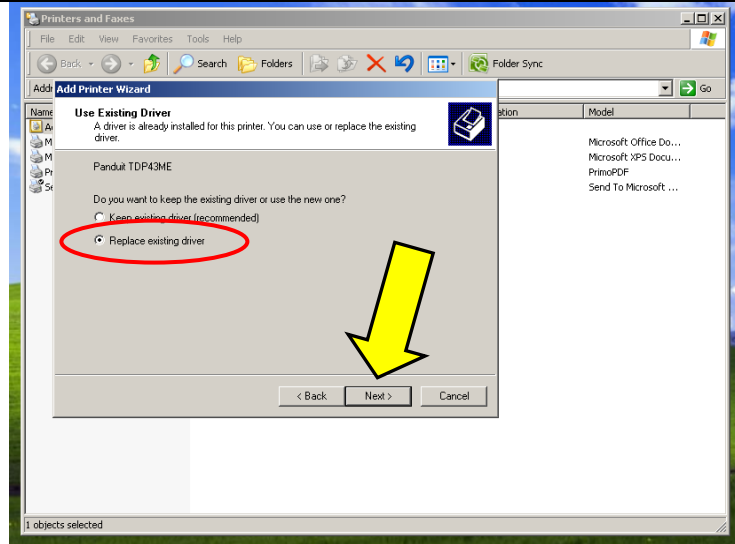 Printers and Faxes
File Edit View Favorites Tools Help
Back Search Folders Folder Sync
Addr Go
Add Printer Wizard
Name ation Model
Use Existing Driver
A driver is already installed for this printer. You can use or replace the existing
driver.
Microsoft Office Do...
Microsoft XPS Docu...
PrimoPDF
Send To Microsoft ...
Panduit TDP43ME
Do you want to keep the existing driver or use the new one?
Keep existing driver (recommended)
Replace existing driver
< Back Next > Cancel
1 objects selected